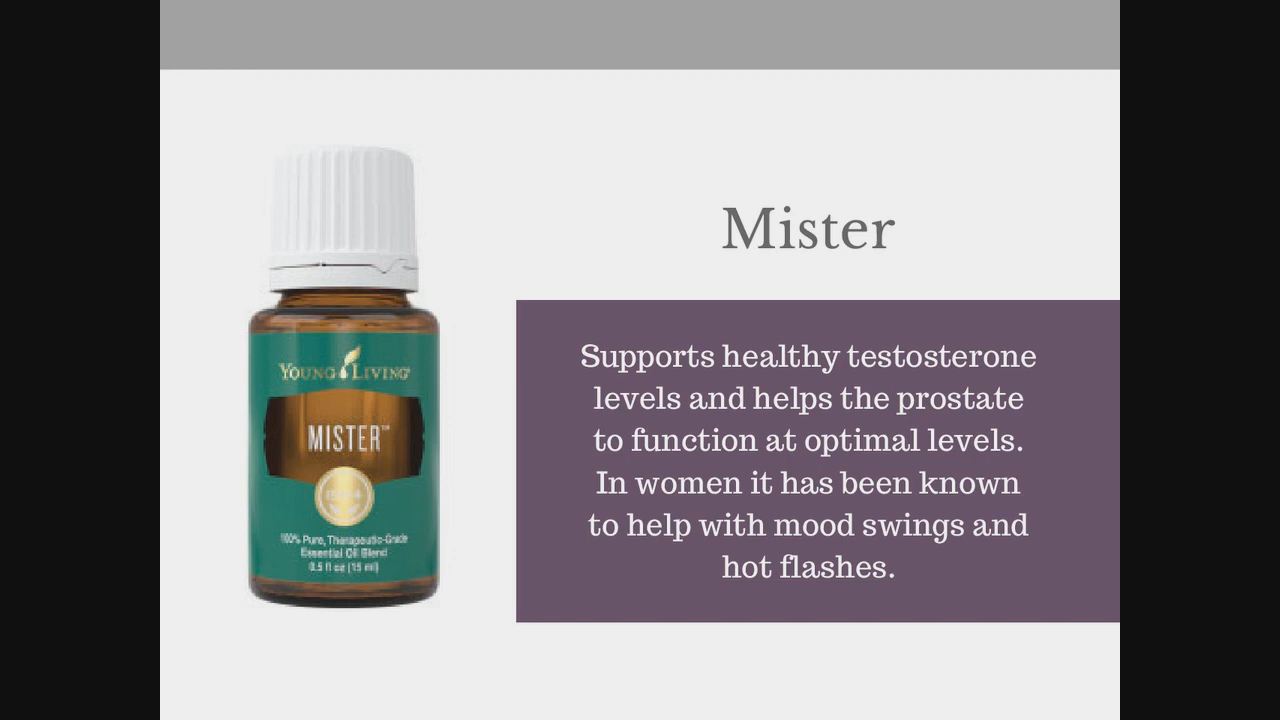 Mister
Supports healthy testosterone
levels and helps the prostate
to function at optimal levels.
In women it has been known
to help with mood swings and
hot flashes.
YOUNG LIVING
MISTER™
100% Pure, Therapeutic-Grade
Essential Oil Blend
0.5 fl oz (15 ml)